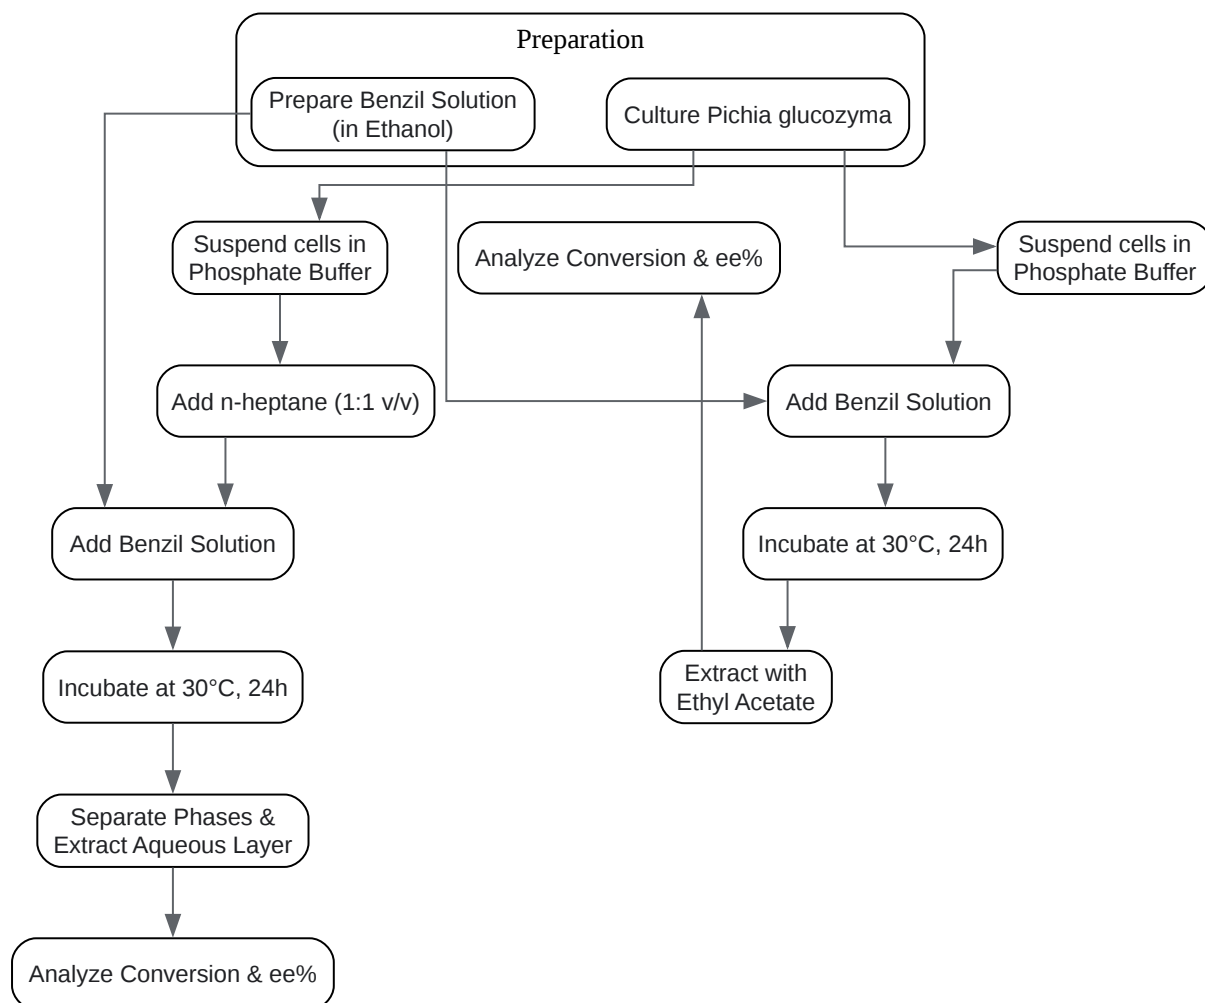 Preparation
Prepare Benzil Solution
(in Ethanol)
Culture Pichia glucozyma
Suspend cells in
Phosphate Buffer
Analyze Conversion & ee%
Suspend cells in
Phosphate Buffer
Add n-heptane (1:1 v/v)
Add Benzil Solution
Add Benzil Solution
Incubate at 30°C, 24h
Incubate at 30°C, 24h
Extract with
Ethyl Acetate
Separate Phases &
Extract Aqueous Layer
Analyze Conversion & ee%